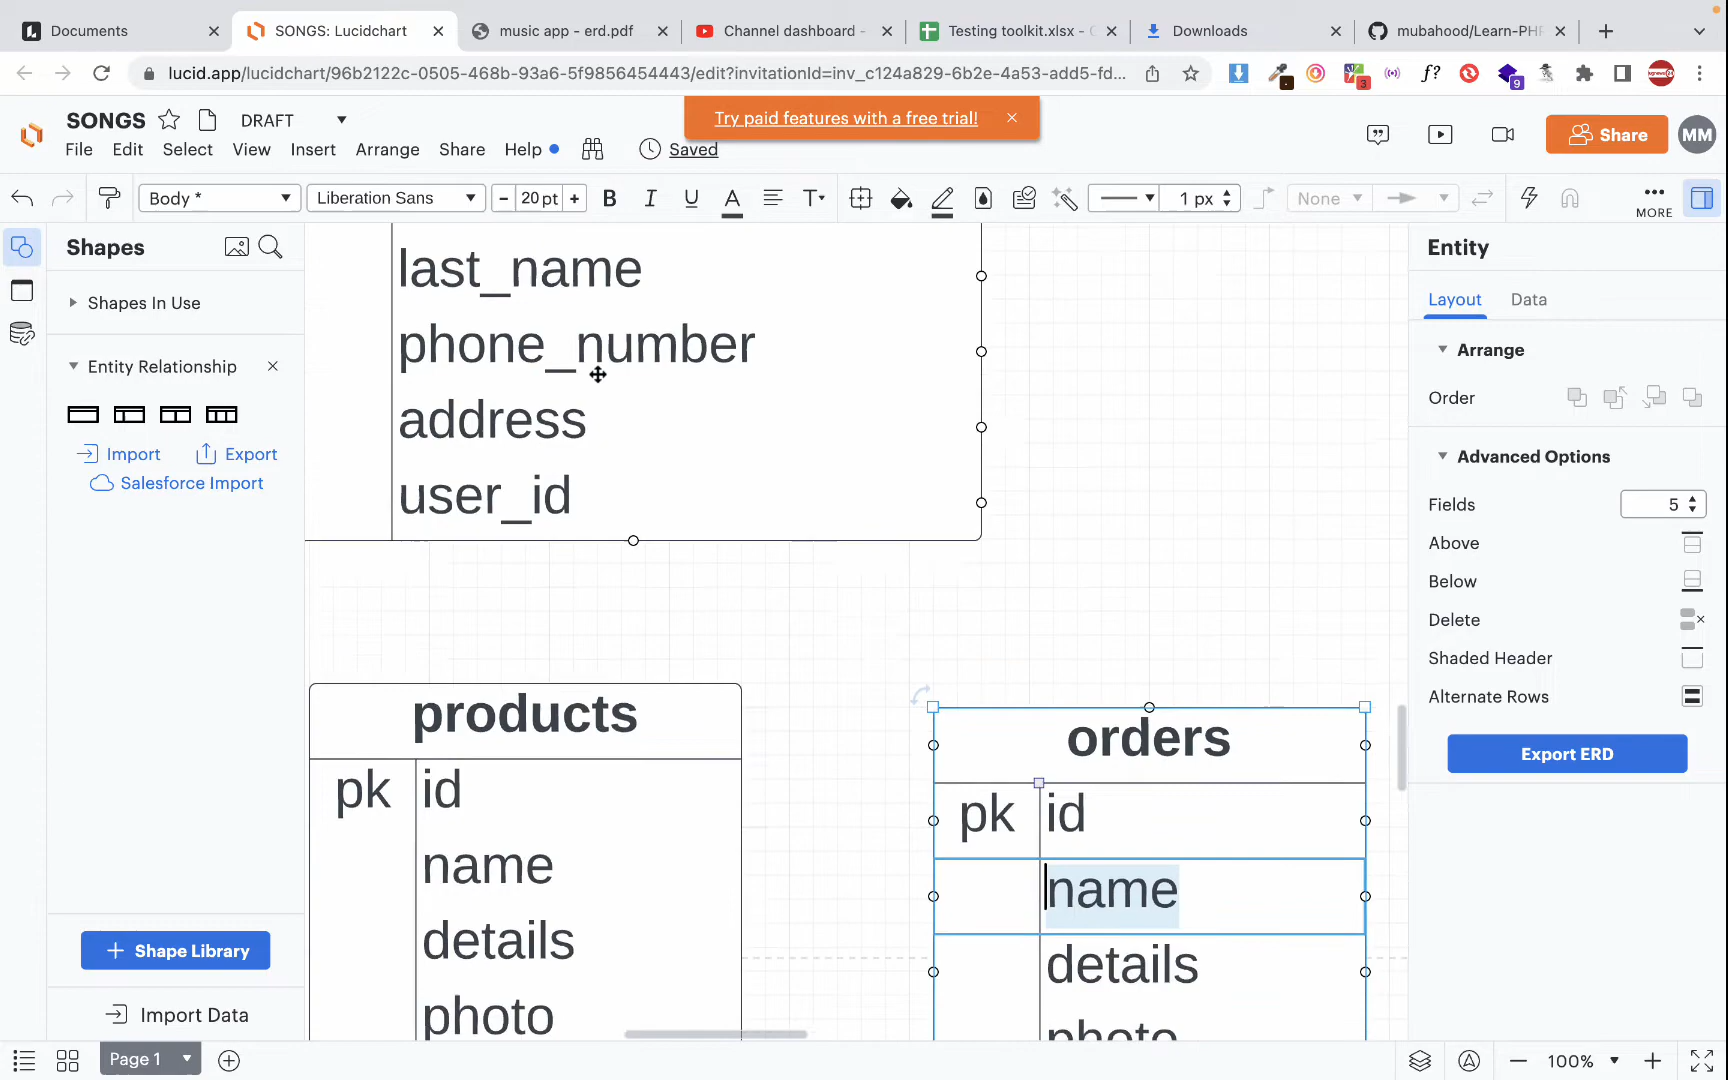 Documents
SONGS: Lucidchart
music app - erd.pdf
Channel dashboard -
Testing toolkit.xlsx - G
Downloads
mubahood/Learn-PHP
lucid.app/lucidchart/96b2122c-0505-468b-93a6-5f9856454443/edit?invitationId=inv_c124a829-6b2e-4a53-add5-fd...
f?
3
9
SONGS
DRAFT
Try paid features with a free trial!
File
Edit
Select
View
Insert
Arrange
Share
Help
Saved
Share
MM
Body *
Liberation Sans
20 pt
B
I
U
A
T
1 px
None
MORE
Shapes
Shapes In Use
Entity Relationship
Import
Export
Salesforce Import
Shape Library
Import Data
last_name
phone_number
address
user_id
products
pk id
name
details
photo
orders
pk id
name
details
photo
Entity
Layout
Data
Arrange
Order
Advanced Options
Fields 5
Above
Below
Delete
Shaded Header
Alternate Rows
Export ERD
Page 1
100%